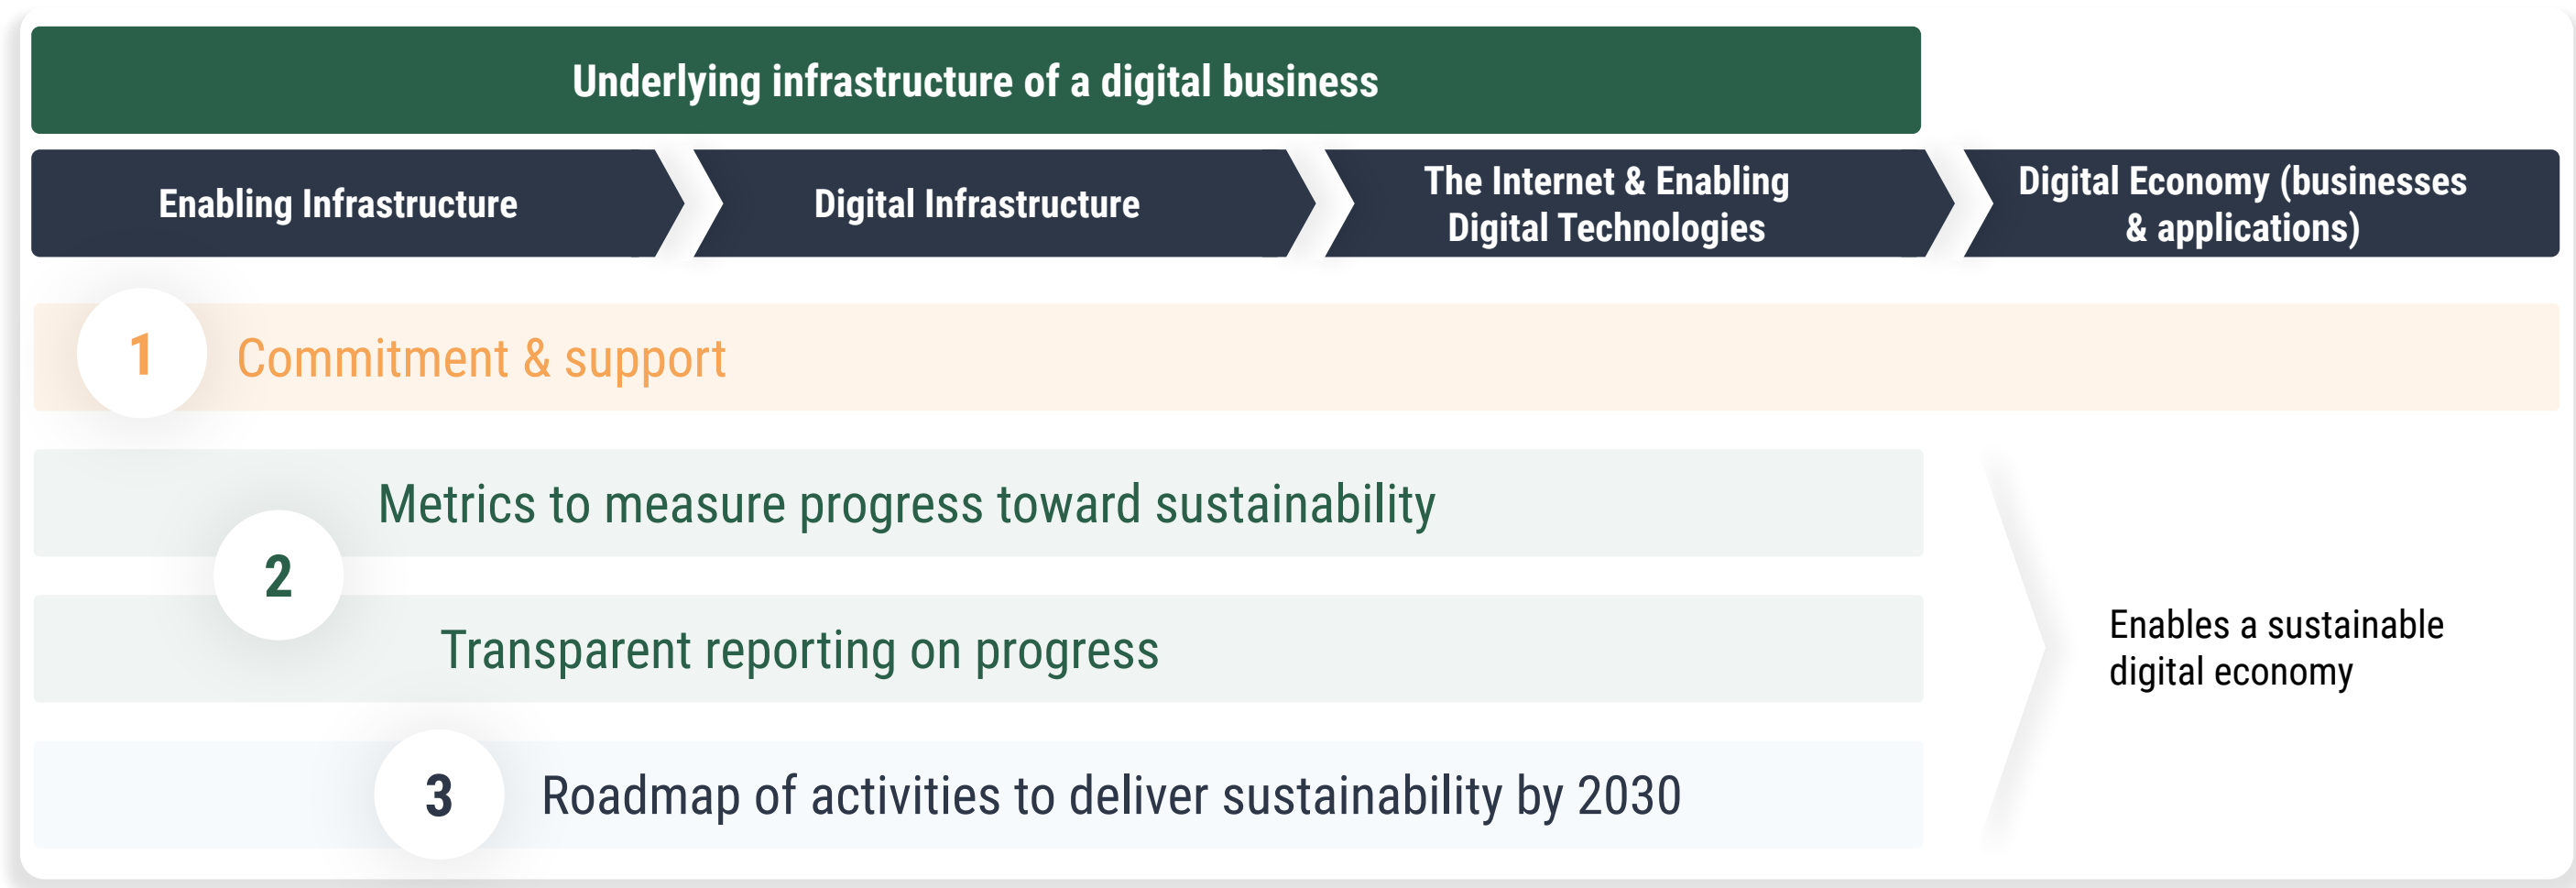 Underlying infrastructure of a digital business
Enabling Infrastructure
Digital Infrastructure
The Internet & Enabling
Digital Technologies
Digital Economy (businesses
& applications)
1
Commitment & support
Metrics to measure progress toward sustainability
2
Transparent reporting on progress
Enables a sustainable
digital economy
3
Roadmap of activities to deliver sustainability by 2030